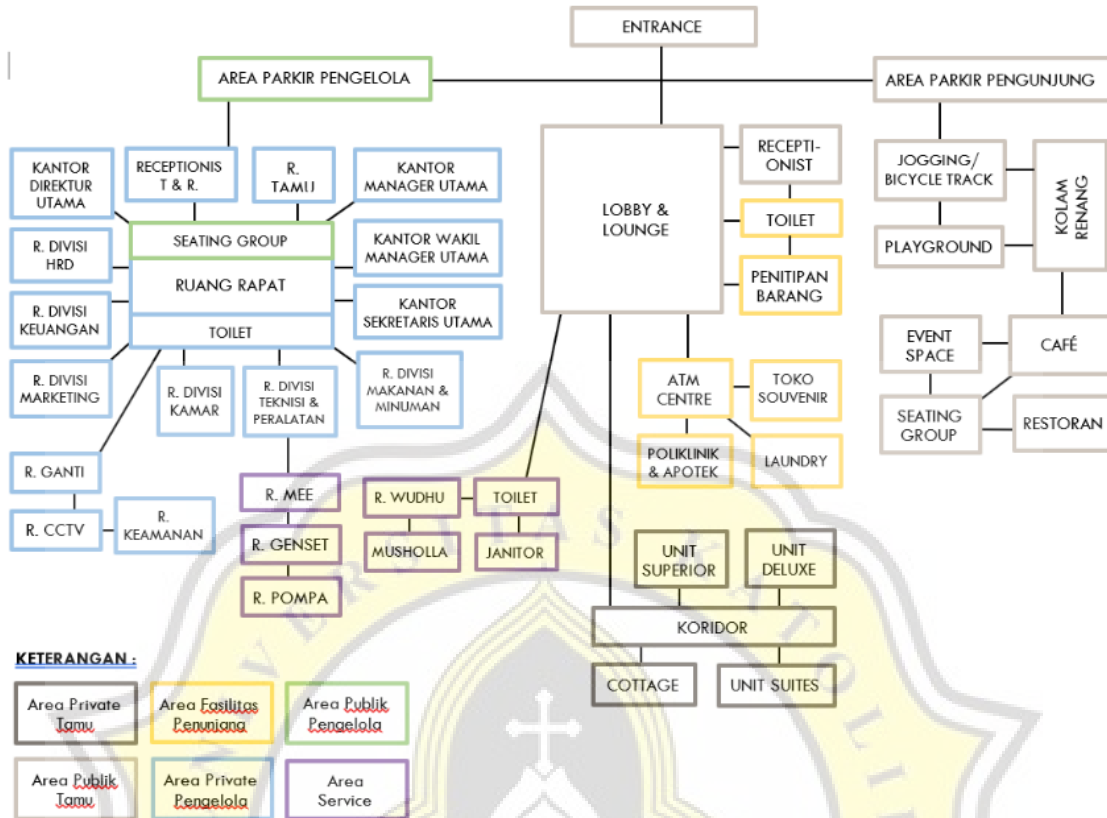 ENTRANCE
AREA PARKIR PENGELOLA
AREA PARKIR PENGUNJUNG
KANTOR
DIREKTUR
UTAMA
RECEPTIONIS
T & R.
R.
TAMU
KANTOR
MANAGER UTAMA
SEATING GROUP
R. DIVISI
HRD
RUANG RAPAT
KANTOR WAKIL
MANAGER UTAMA
R. DIVISI
KEUANGAN
KANTOR
SEKRETARIS UTAMA
TOILET
R. DIVISI
MARKETING
R. DIVISI
KAMAR
R. DIVISI
TEKNISI &
PERALATAN
R. DIVISI
MAKANAN &
MINUMAN
R. GANTI
R. CCTV
R.
KEAMANAN
R. MEE
R. GENSET
R. POMPA
LOBBY &
LOUNGE
RECEPTI-
ONIST
TOILET
PENITIPAN
BARANG
ATM
CENTRE
TOKO
SOUVENIR
POLIKLINIK
& APOTEK
LAUNDRY
R. WUDHU
TOILET
MUSHOLLA
JANITOR
UNIT
SUPERIOR
UNIT
DELUXE
KORIDOR
COTTAGE
UNIT SUITES
JOGGING/
BICYCLE TRACK
KOLAM
RENANG
PLAYGROUND
EVENT
SPACE
CAFÉ
SEATING
GROUP
RESTORAN
KETERANGAN :
Area Private
Tamu
Area Fasilitas
Penunjang
Area Publik
Pengelola
Area Publik
Tamu
Area Private
Pengelola
Area
Service